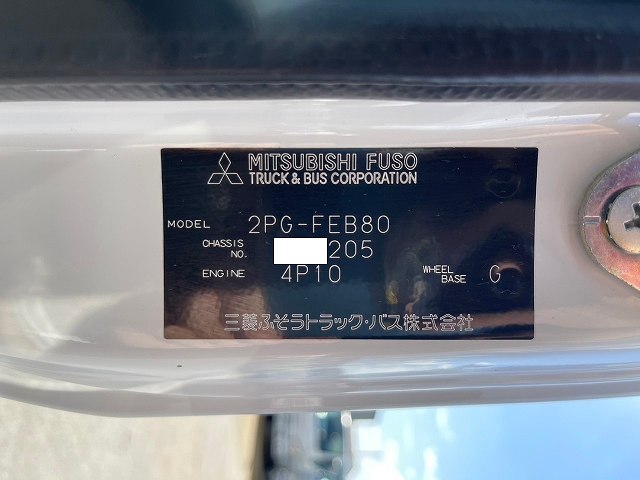 MITSUBISHI FUSO
TRUCK & BUS CORPORATION
MODEL 2PG-FEB80
CHASSIS NO. 205
ENGINE 4P10 WHEEL BASE G
三菱ふそうトラック・バス株式会社